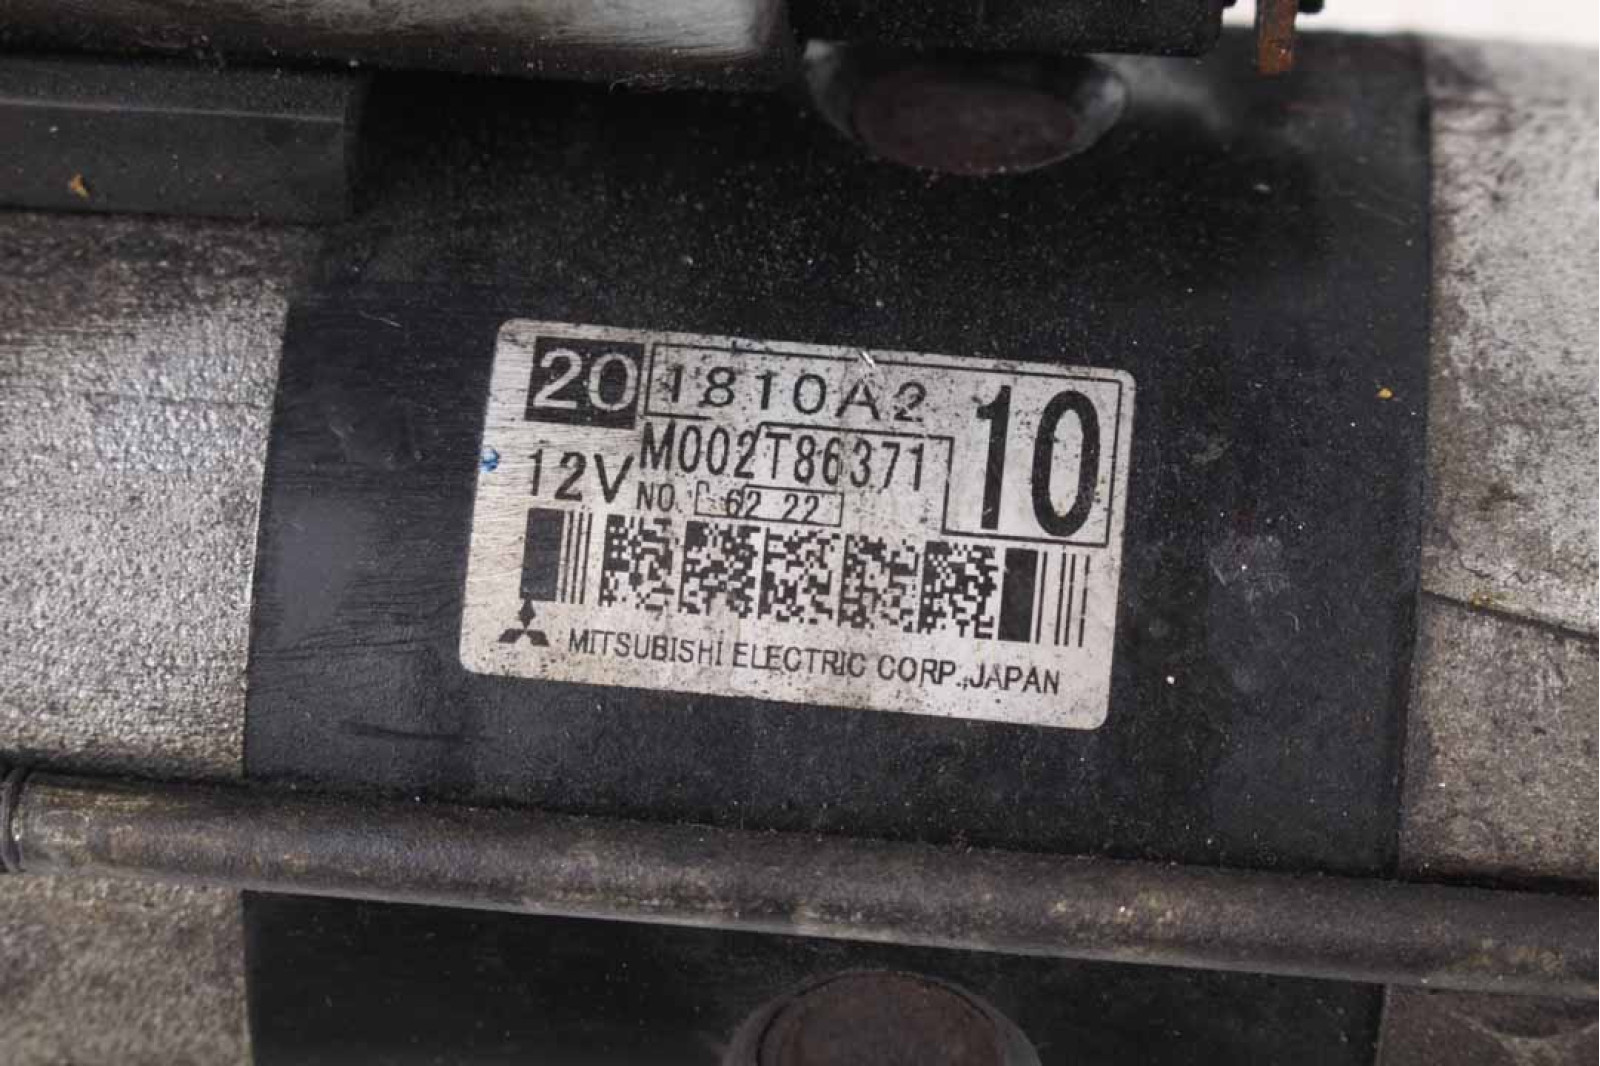 20 1810A2 10
M002T86371
12V NO. 62 22
MITSUBISHI ELECTRIC CORP.,JAPAN